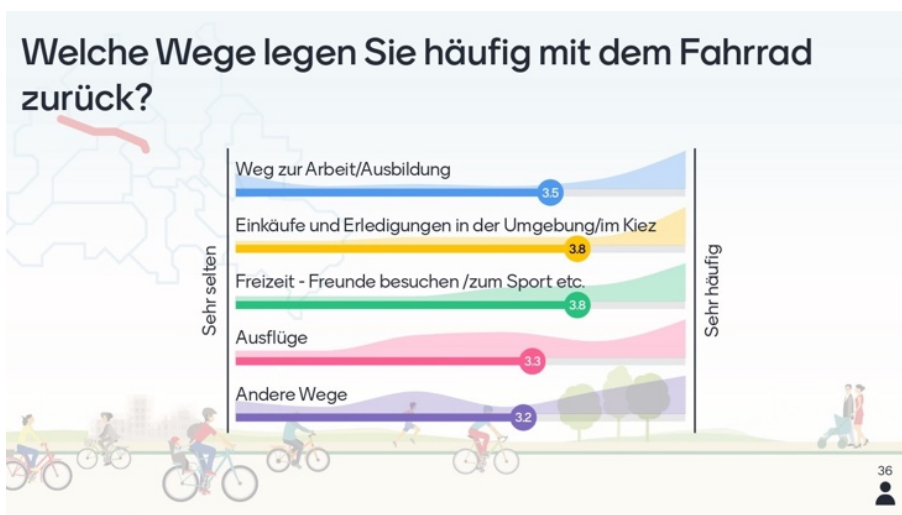 Welche Wege legen Sie häufig mit dem Fahrrad
zurück?
Sehr selten
Weg zur Arbeit/Ausbildung
3.5
Einkäufe und Erledigungen in der Umgebung/im Kiez
3.8
Freizeit - Freunde besuchen /zum Sport etc.
3.8
Ausflüge
3.3
Andere Wege
3.2
Sehr häufig
36